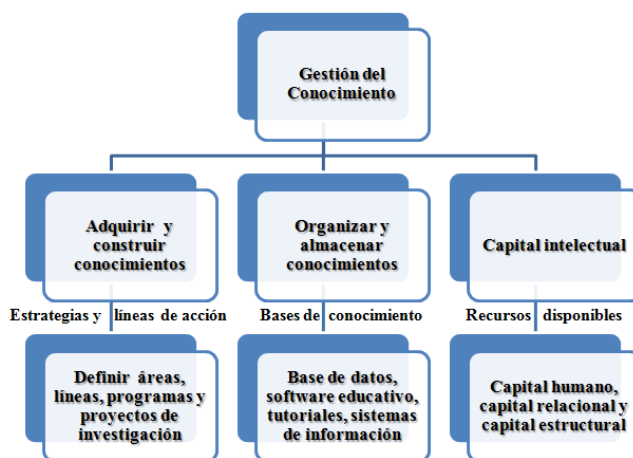 Gestión del
Conocimiento
Adquirir y
construir
conocimientos
Organizar y
almacenar
conocimientos
Capital intelectual
Estrategias y líneas de acción
Bases de conocimiento
Recursos disponibles
Definir áreas,
líneas, programas y
proyectos de
investigación
Base de datos,
software educativo,
tutoriales, sistemas
de información
Capital humano,
capital relacional y
capital estructural